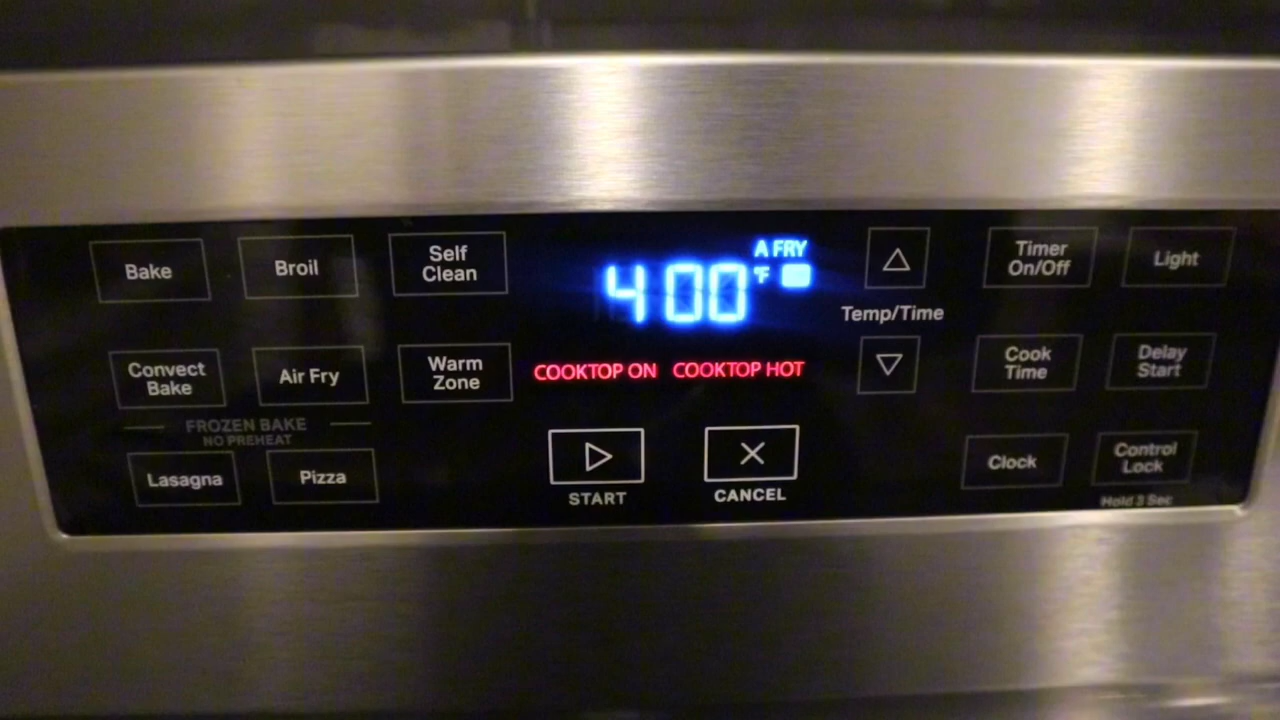 Bake
Broil
Self
Clean
A FRY
400 °F
Timer
On/Off
Light
Temp/Time
Convect
Bake
Air Fry
Warm
Zone
COOKTOP ON COOKTOP HOT
Cook
Time
Delay
Start
FROZEN BAKE
NO PREHEAT
Lasagna
Pizza
START
CANCEL
Clock
Control
Lock
Hold 3 Sec